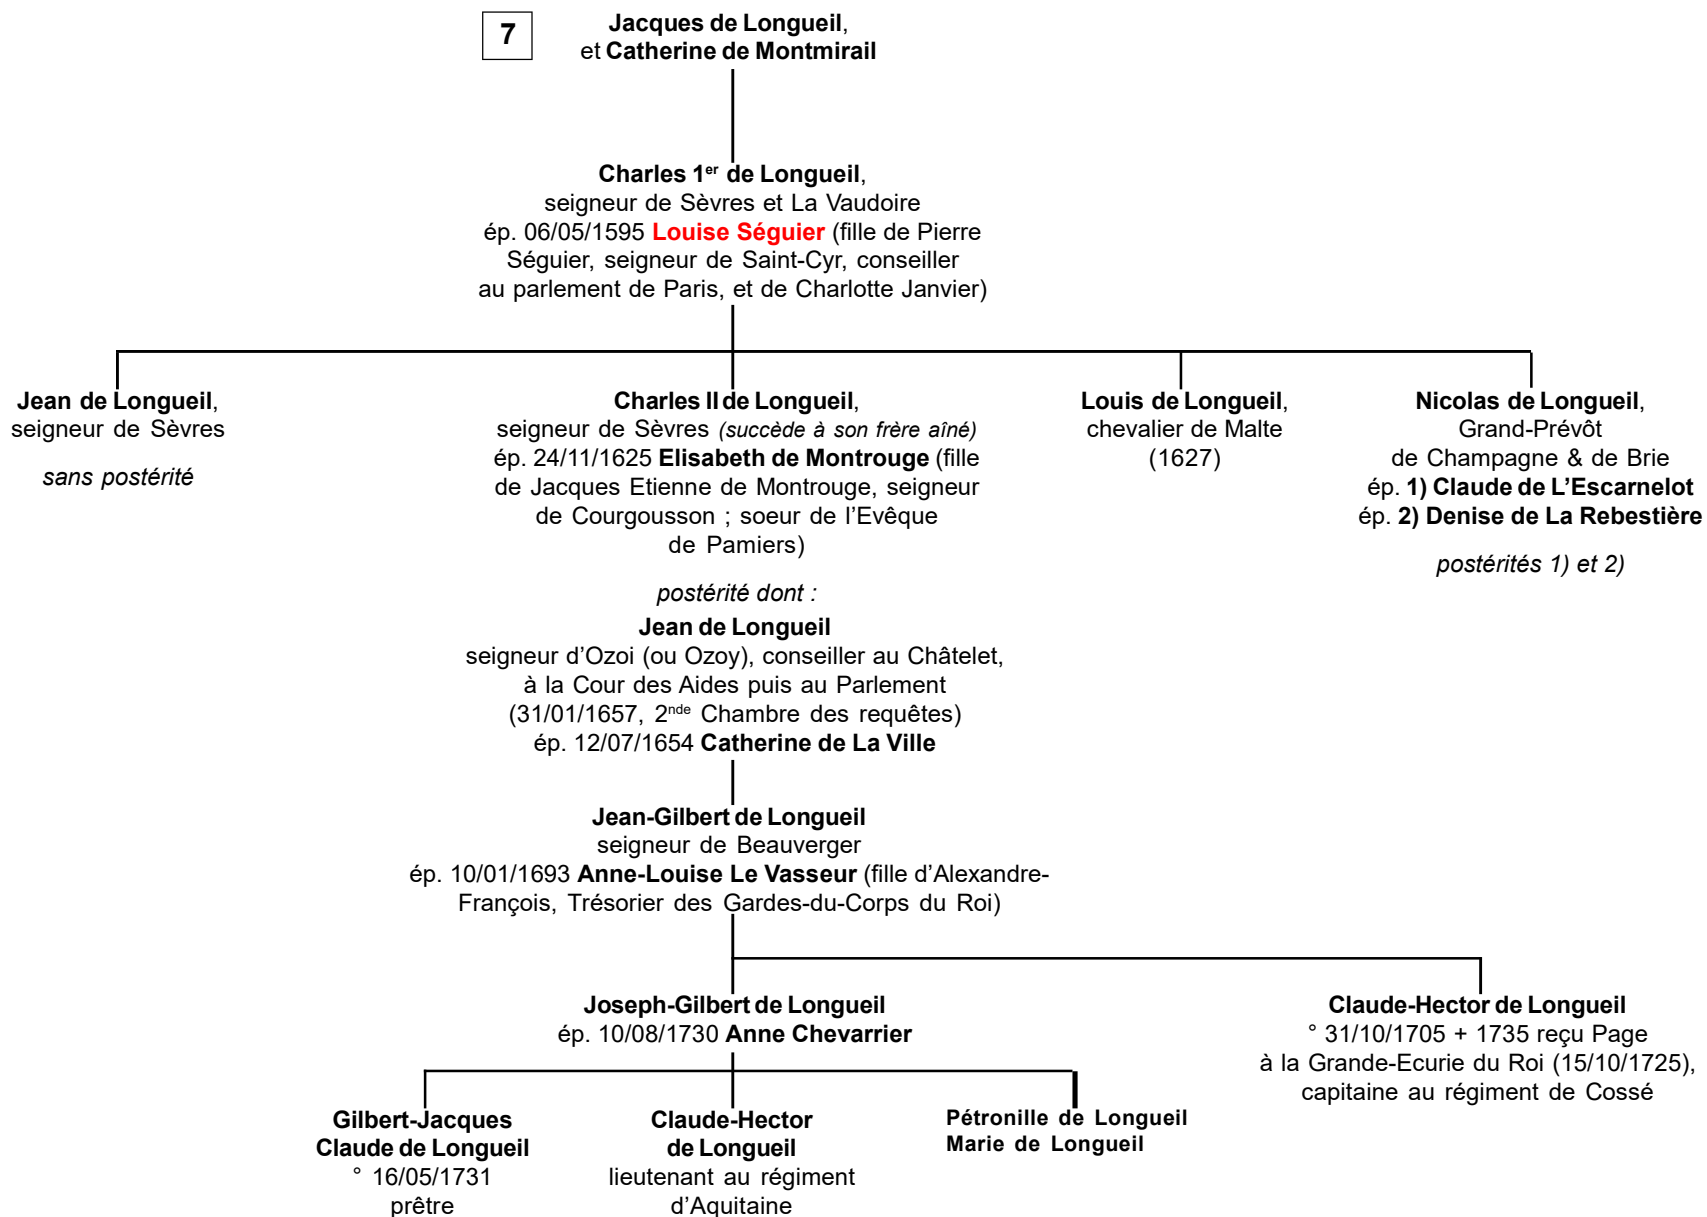 7
Jacques de Longueil,
et Catherine de Montmirail
Charles 1er de Longueil,
seigneur de Sèvres et La Vaudoire
ép. 06/05/1595 Louise Séguier (fille de Pierre
Séguier, seigneur de Saint-Cyr, conseiller
au parlement de Paris, et de Charlotte Janvier)
Jean de Longueil,
seigneur de Sèvres
sans postérité
Charles II de Longueil,
seigneur de Sèvres (succède à son frère aîné)
ép. 24/11/1625 Elisabeth de Montrouge (fille
de Jacques Etienne de Montrouge, seigneur
de Courgousson ; soeur de l'Evêque
de Pamiers)
postérité dont :
Louis de Longueil,
chevalier de Malte
(1627)
Nicolas de Longueil,
Grand-Prévôt
de Champagne & de Brie
ép. 1) Claude de L'Escarnelot
ép. 2) Denise de La Rebestière
postérités 1) et 2)
Jean de Longueil
seigneur d'Ozoi (ou Ozoy), conseiller au Châtelet,
à la Cour des Aides puis au Parlement
(31/01/1657, 2nde Chambre des requêtes)
ép. 12/07/1654 Catherine de La Ville
Jean-Gilbert de Longueil
seigneur de Beauverger
ép. 10/01/1693 Anne-Louise Le Vasseur (fille d'Alexandre-
François, Trésorier des Gardes-du-Corps du Roi)
Joseph-Gilbert de Longueil
ép. 10/08/1730 Anne Chevarrier
Claude-Hector de Longueil
° 31/10/1705 + 1735 reçu Page
à la Grande-Ecurie du Roi (15/10/1725),
capitaine au régiment de Cossé
Gilbert-Jacques
Claude de Longueil
° 16/05/1731
prêtre
Claude-Hector
de Longueil
lieutenant au régiment
d'Aquitaine
Pétronille de Longueil
Marie de Longueil